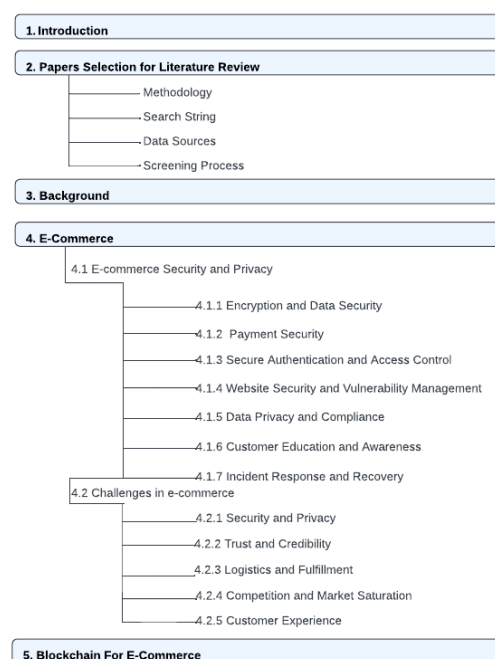 1. Introduction
2. Papers Selection for Literature Review
Methodology
Search String
Data Sources
Screening Process
3. Background
4. E-Commerce
4.1 E-commerce Security and Privacy
4.1.1 Encryption and Data Security
4.1.2 Payment Security
4.1.3 Secure Authentication and Access Control
4.1.4 Website Security and Vulnerability Management
4.1.5 Data Privacy and Compliance
4.1.6 Customer Education and Awareness
4.1.7 Incident Response and Recovery
4.2 Challenges in e-commerce
4.2.1 Security and Privacy
4.2.2 Trust and Credibility
4.2.3 Logistics and Fulfillment
4.2.4 Competition and Market Saturation
4.2.5 Customer Experience
5. Blockchain For E-Commerce